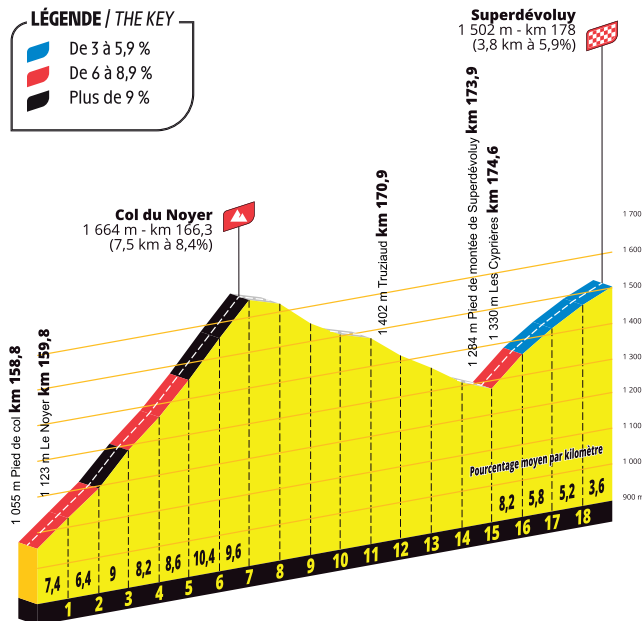 LÉGENDE / THE KEY
De 3 à 5,9 %
De 6 à 8,9 %
Plus de 9 %
Superdévoluy
1 502 m - km 178
(3,8 km à 5,9%)
Col du Noyer
1 664 m - km 166,3
(7,5 km à 8,4%)
1 055 m Pied de col km 158,8
1 123 m Le Noyer km 159,8
1 402 m Truziaud km 170,9
1 284 m Pied de montée de Superdévoluy km 173,9
1 330 m Les Cyprières km 174,6
1 700
1 600
1 500
1 400
1 300
1 200
1 100
1 000
900 m
Pourcentage moyen par kilomètre
7,4 6,4 9 8,2 8,6 10,4 9,6 8,2 5,8 5,2 3,6
1 2 3 4 5 6 7 8 9 10 11 12 13 14 15 16 17 18